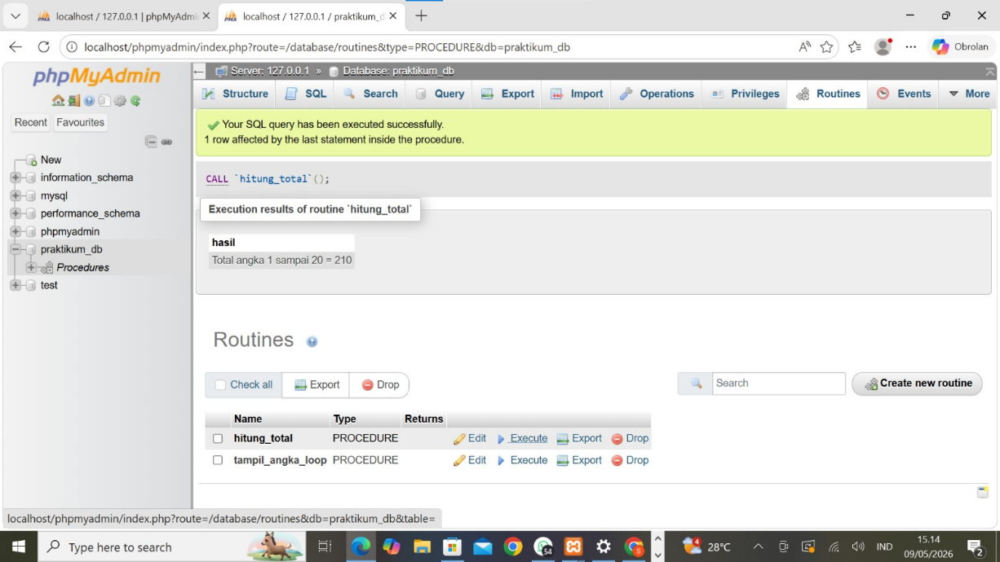 localhost / 127.0.0.1 | phpMyAdmi
localhost / 127.0.0.1 / praktikum_d
localhost/phpmyadmin/index.php?route=/database/routines&type=PROCEDURE&db=praktikum_db
Obrolan
phpMyAdmin
Server: 127.0.0.1 » Database: praktikum_db
Structure SQL Search Query Export Import Operations Privileges Routines Events More
Recent Favourites
New
information_schema
mysql
performance_schema
phpmyadmin
praktikum_db
Procedures
test
Your SQL query has been executed successfully.
1 row affected by the last statement inside the procedure.
CALL `hitung_total`();
Execution results of routine `hitung_total`
hasil
Total angka 1 sampai 20 = 210
Routines
Check all Export Drop
Search
Create new routine
Name Type Returns
hitung_total PROCEDURE Edit Execute Export Drop
tampil_angka_loop PROCEDURE Edit Execute Export Drop
localhost/phpmyadmin/index.php?route=/database/routines&db=praktikum_db&table=
Type here to search
54
4
28°C
IND
15.14
09/05/2026
2